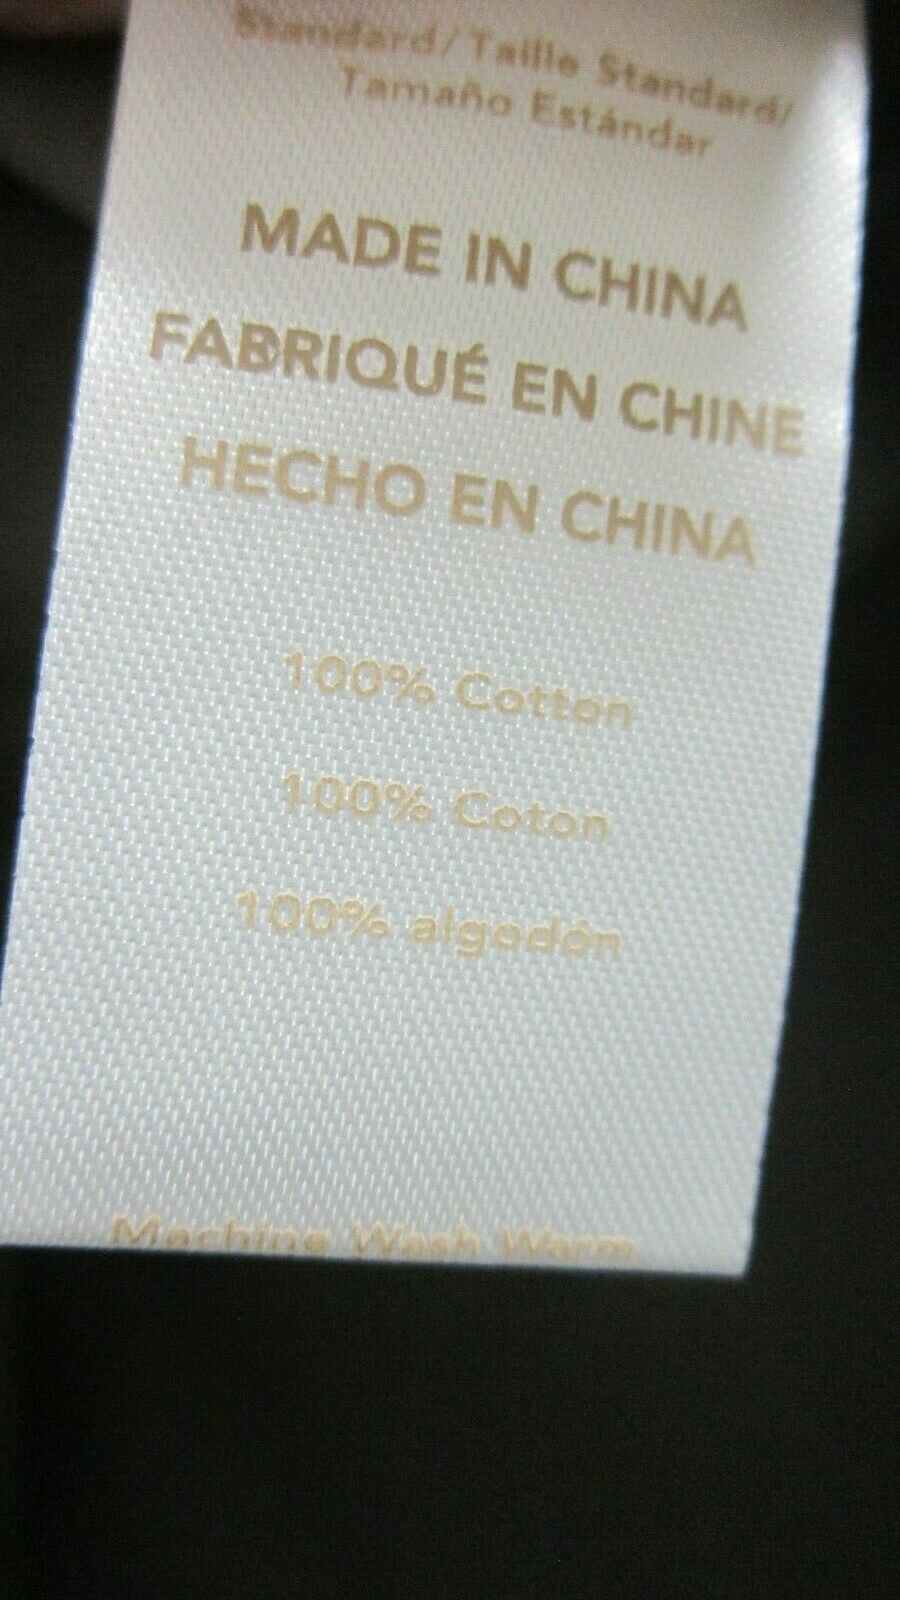 Standard/Taille Standard/
Tamaño Estándar
MADE IN CHINA
FABRIQUÉ EN CHINE
HECHO EN CHINA
100% Cotton
100% Coton
100% algodón
Machine Wash Warm